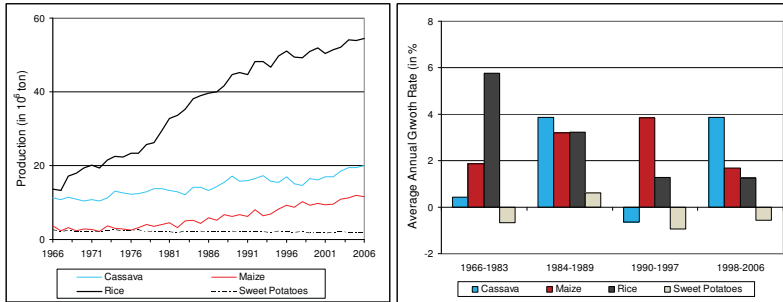 Production (in 10⁶ ton)
60
40
20
0
1966 1971 1976 1981 1986 1991 1996 2001 2006
Cassava Maize
Rice Sweet Potatoes
Average Annual Grwoth Rate (in %
8
6
4
2
0
-2
1966-1983 1984-1989 1990-1997 1998-2006
Cassava Maize Rice Sweet Potatoes